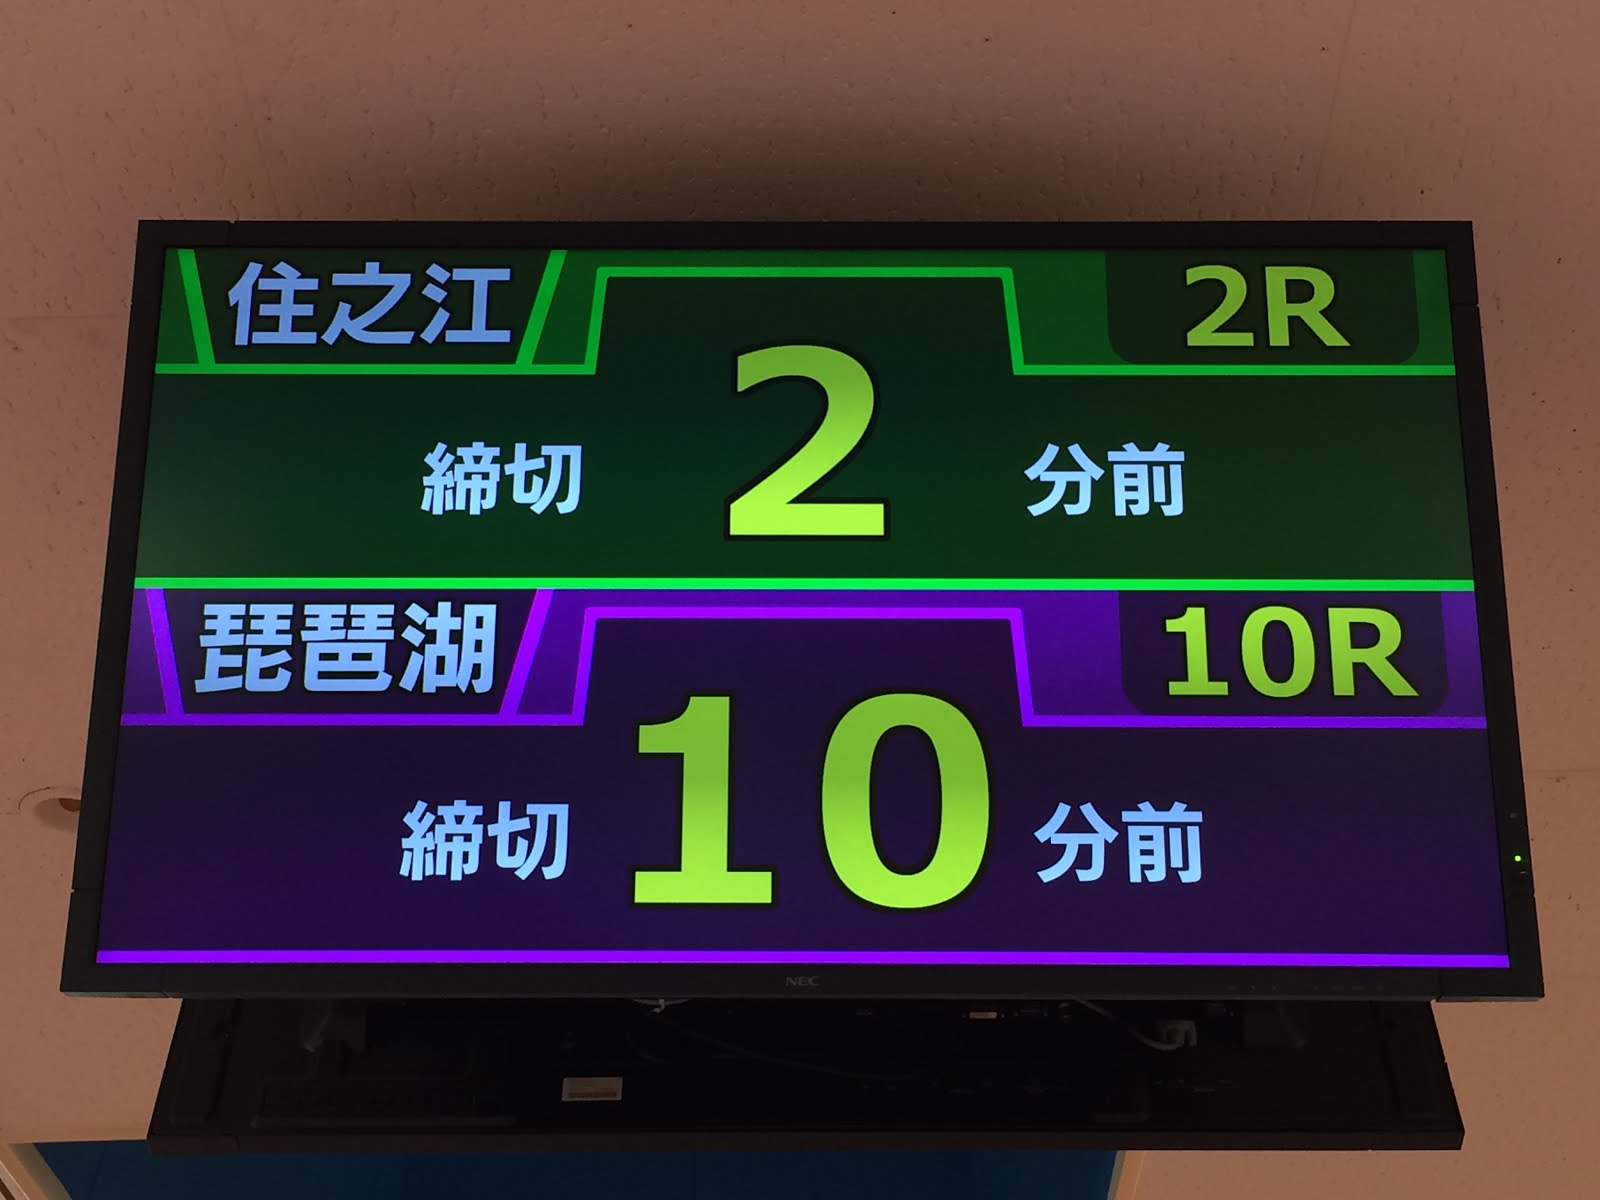 住之江 2R
締切 2 分前
琵琶湖 10R
締切 10 分前
NEC